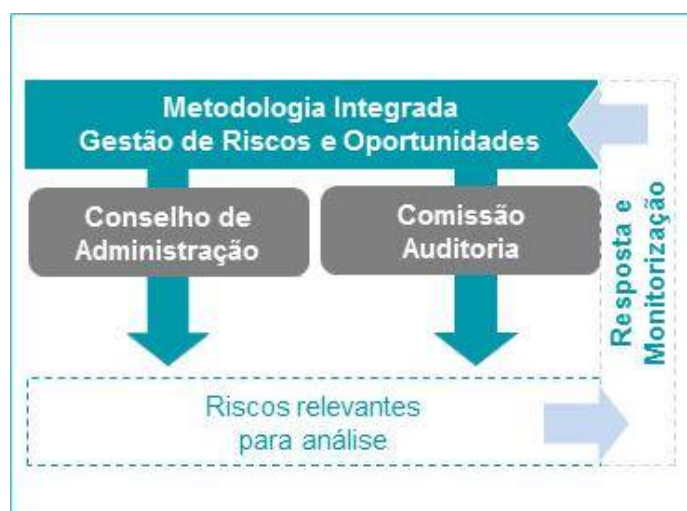 Metodologia Integrada
Gestão de Riscos e Oportunidades
Conselho de
Administração
Comissão
Auditoria
Resposta e
Monitorização
Riscos relevantes
para análise